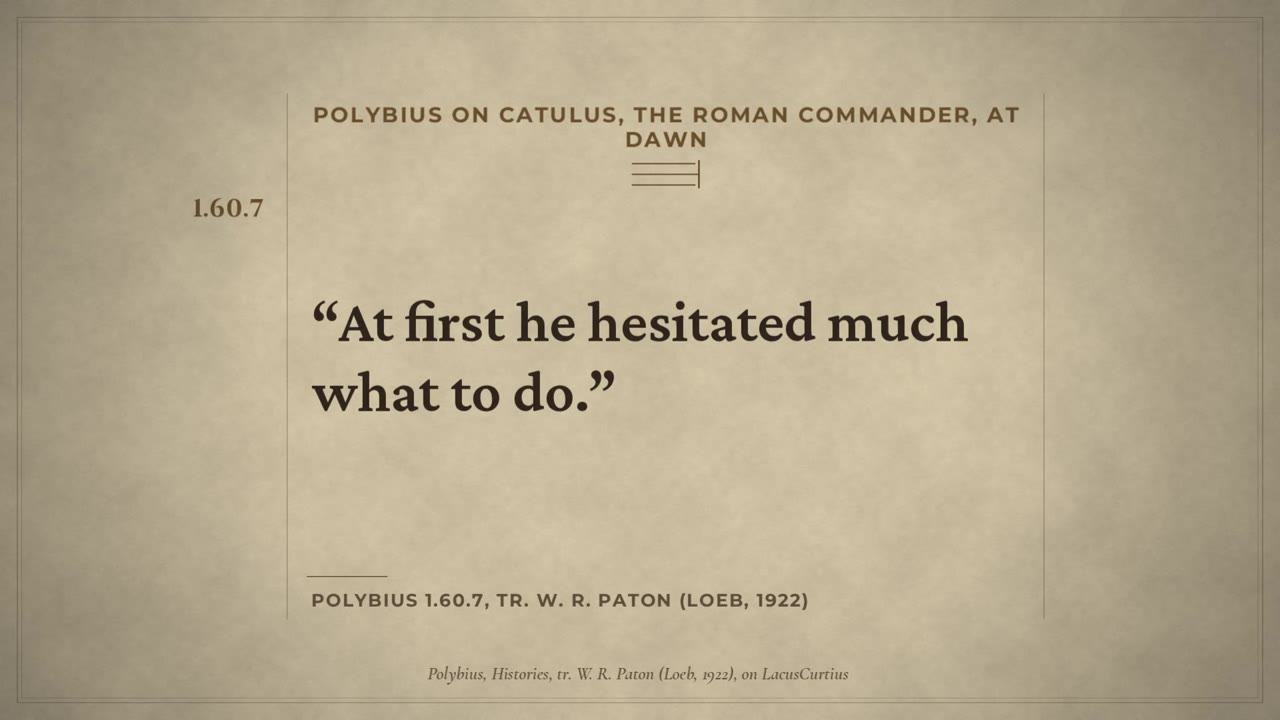 POLYBIUS ON CATULUS, THE ROMAN COMMANDER, AT
DAWN
1.60.7
“At first he hesitated much
what to do.”
POLYBIUS 1.60.7, TR. W. R. PATON (LOEB, 1922)
Polybius, Histories, tr. W. R. Paton (Loeb, 1922), on LacusCurtius